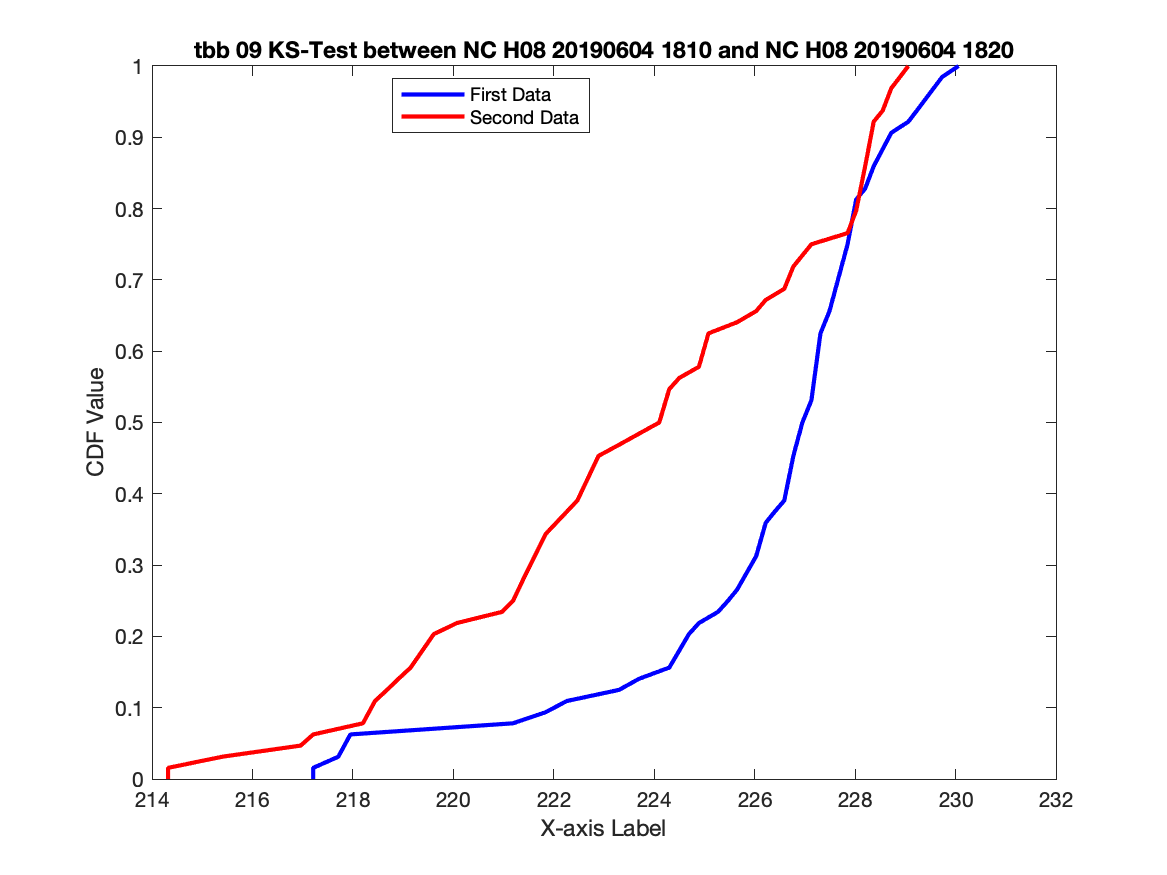 tbb 09 KS-Test between NC H08 20190604 1810 and NC H08 20190604 1820
First Data
Second Data
1
0.9
0.8
0.7
0.6
0.5
0.4
0.3
0.2
0.1
0
CDF Value
214 216 218 220 222 224 226 228 230 232
X-axis Label